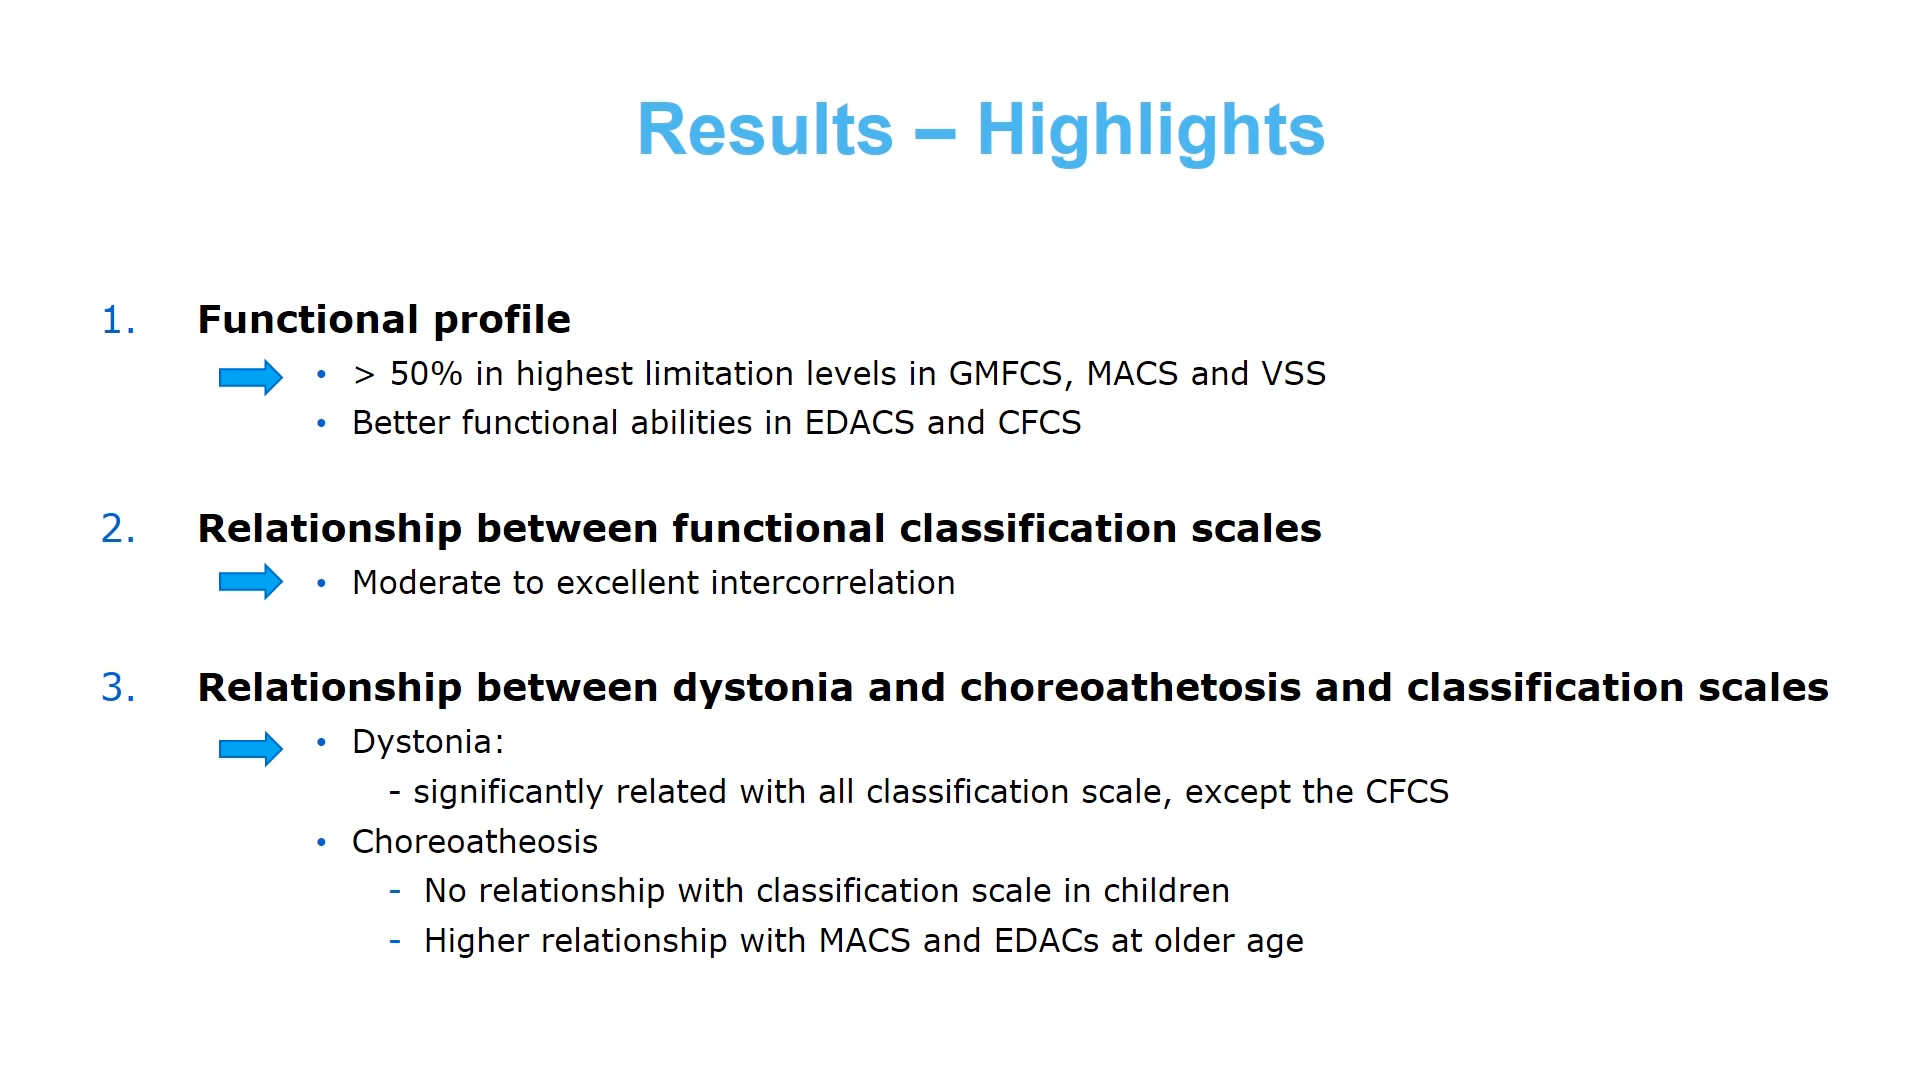 Results – Highlights
1. Functional profile
• > 50% in highest limitation levels in GMFCS, MACS and VSS
• Better functional abilities in EDACS and CFCS
2. Relationship between functional classification scales
• Moderate to excellent intercorrelation
3. Relationship between dystonia and choreoathetosis and classification scales
• Dystonia:
- significantly related with all classification scale, except the CFCS
• Choreoatheosis
- No relationship with classification scale in children
- Higher relationship with MACS and EDACs at older age